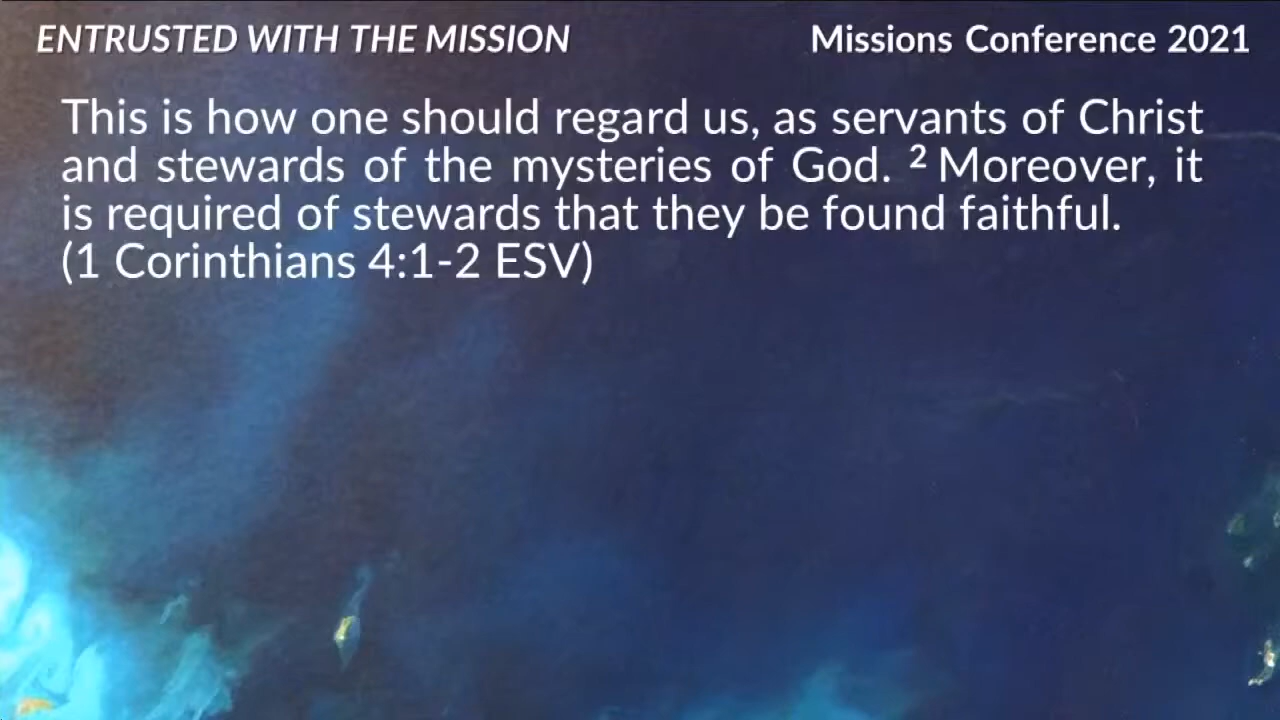 ENTRUSTED WITH THE MISSION
Missions Conference 2021
This is how one should regard us, as servants of Christ
and stewards of the mysteries of God. ² Moreover, it
is required of stewards that they be found faithful.
(1 Corinthians 4:1-2 ESV)